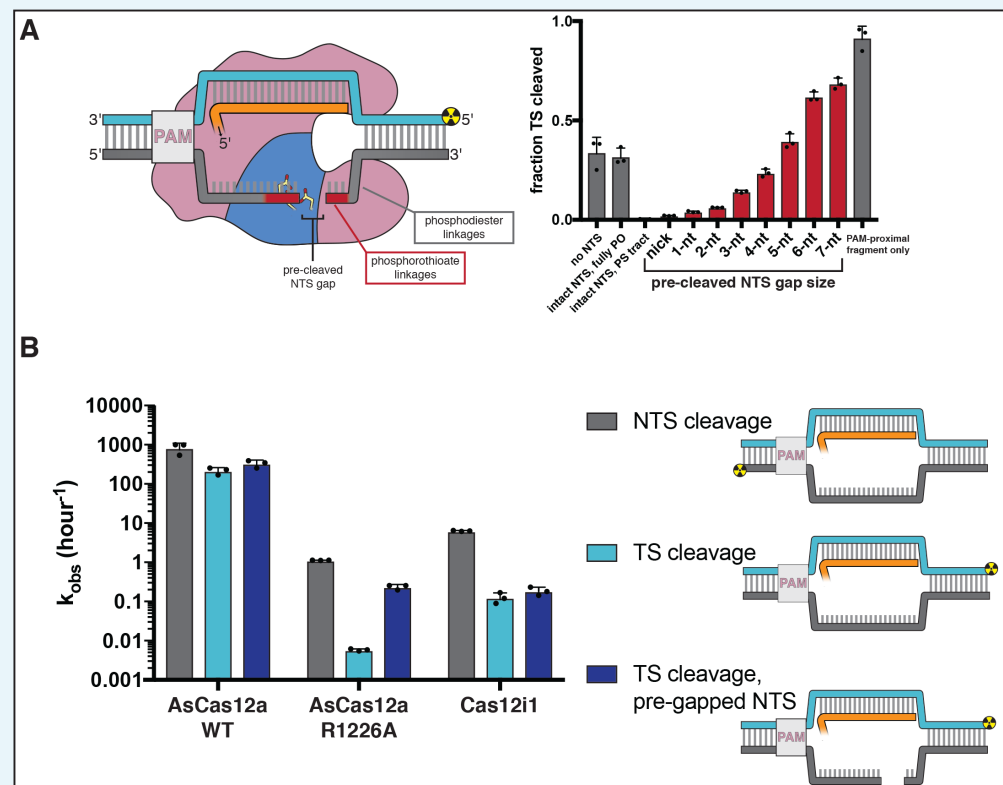 A
3'
5'
PAM
5'
5'
3'
phosphodiester
linkages
phosphorothioate
linkages
pre-cleaved
NTS gap
fraction TS cleaved
1.0
0.5
0.0
no NTS
intact NTS, fully PO
intact NTS, PS tract
nick
1-nt
2-nt
3-nt
4-nt
5-nt
6-nt
7-nt
PAM-proximal
fragment only
pre-cleaved NTS gap size
B
kobs (hour-1)
10000
1000
100
10
1
0.1
0.01
0.001
AsCas12a
WT
AsCas12a
R1226A
Cas12i1
NTS cleavage
PAM
TS cleavage
PAM
TS cleavage,
pre-gapped NTS
PAM